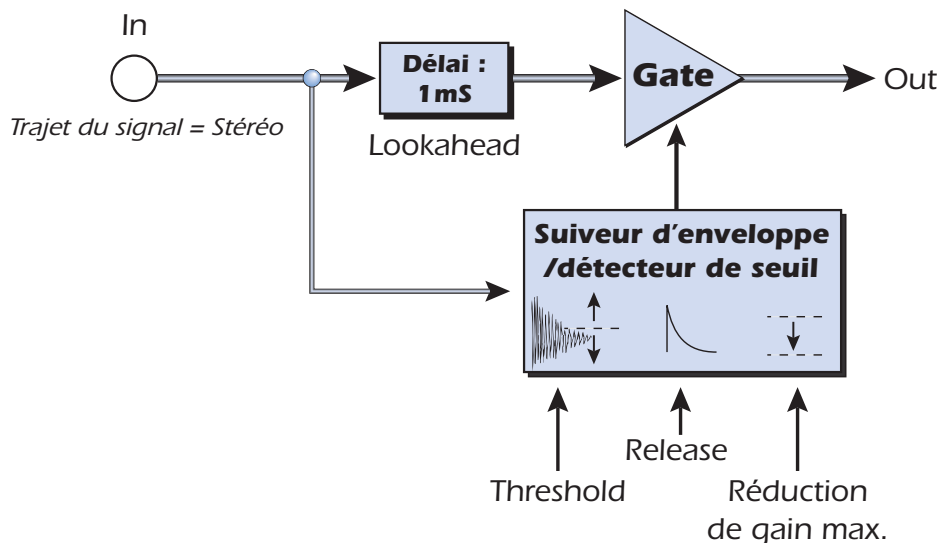 In
Délai :
1mS
Gate
Out
Trajet du signal = Stéréo
Lookahead
Suiveur d'enveloppe
/détecteur de seuil
Release
Threshold
Réduction
de gain max.